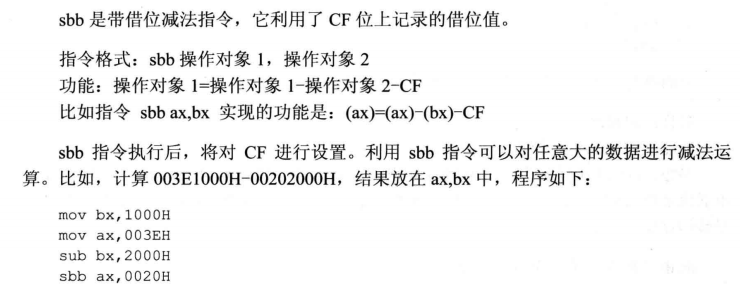 sbb 是带借位减法指令，它利用了 CF 位上记录的借位值。
指令格式：sbb 操作对象 1，操作对象 2
功能：操作对象 1=操作对象 1-操作对象 2-CF
比如指令 sbb ax,bx 实现的功能是：(ax)=(ax)-(bx)-CF
sbb 指令执行后，将对 CF 进行设置。利用 sbb 指令可以对任意大的数据进行减法运
算。比如，计算 003E1000H-00202000H，结果放在 ax,bx 中，程序如下：
mov bx,1000H
mov ax,003EH
sub bx,2000H
sbb ax,0020H